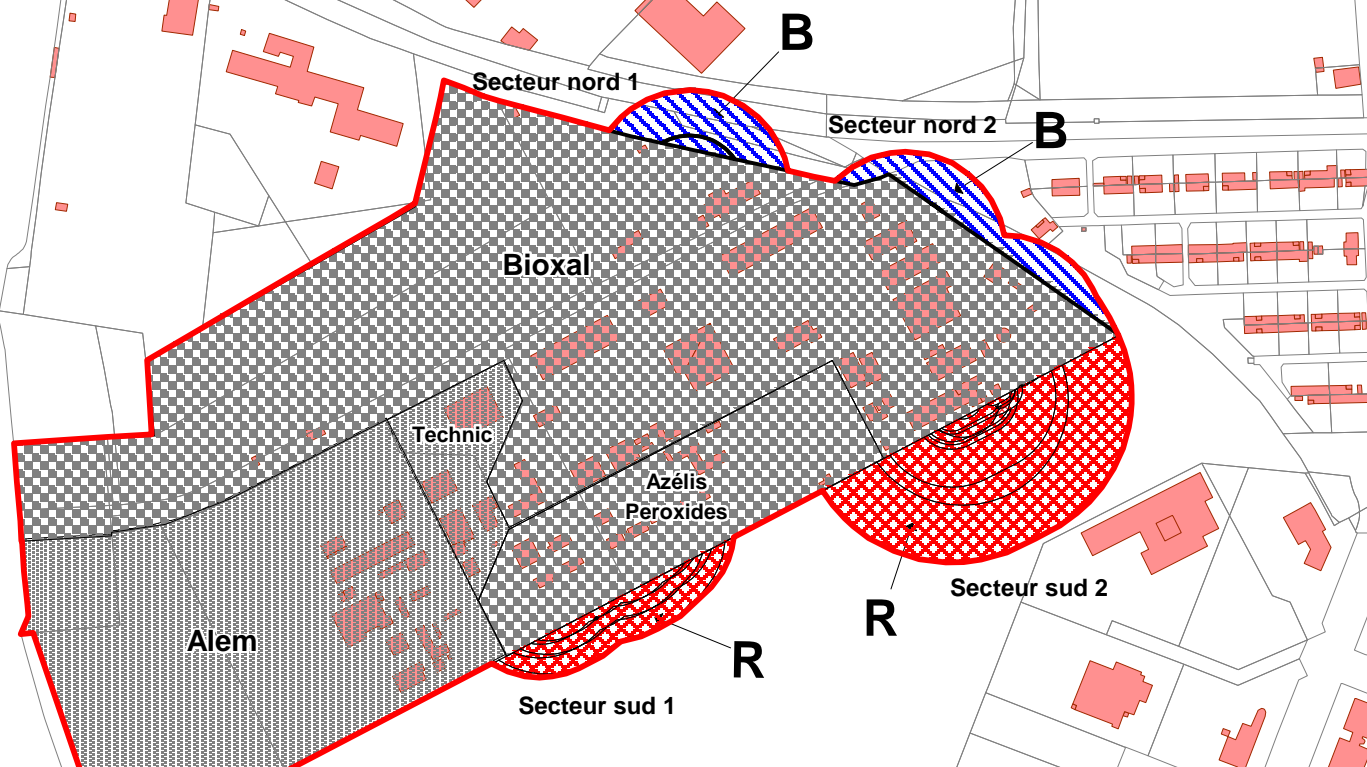 B
Secteur nord 1
Secteur nord 2
B
Bioxal
Technic
Azélis
Peroxides
Secteur sud 2
R
Alem
R
Secteur sud 1